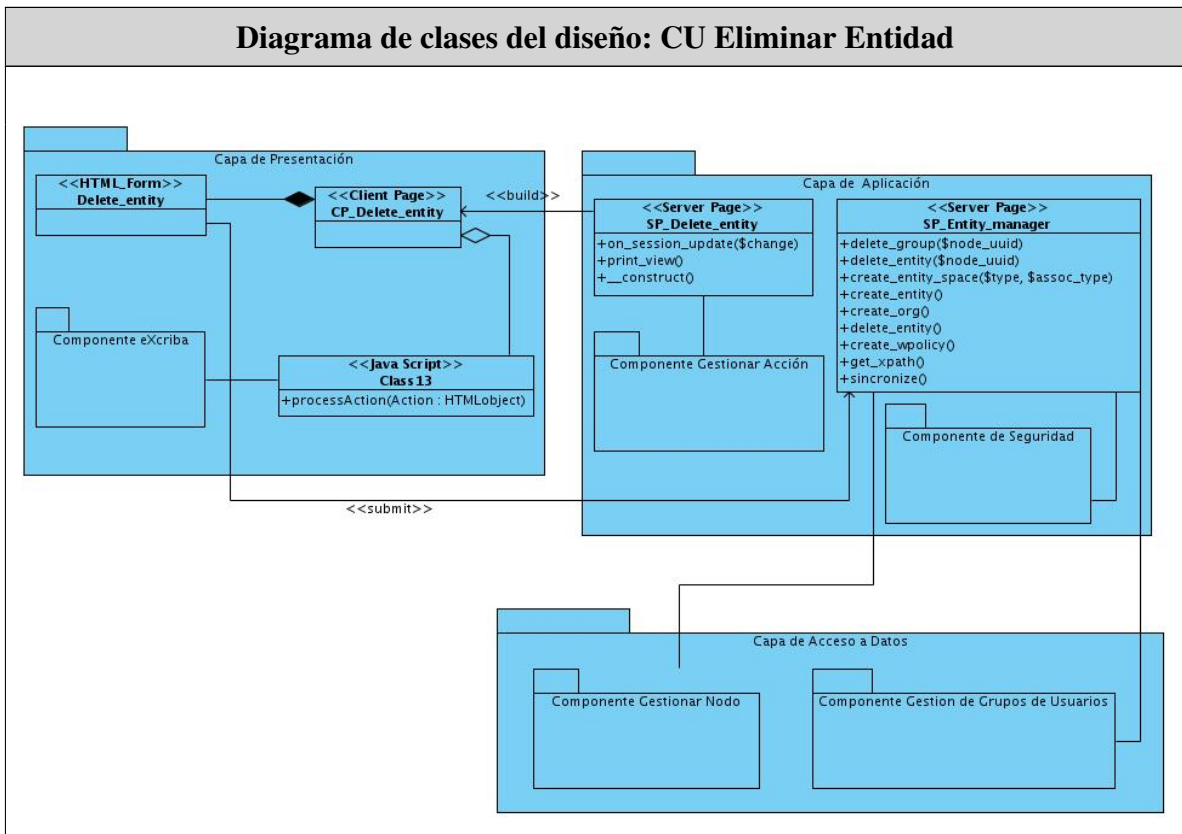 Diagrama de clases del diseño: CU Eliminar Entidad
Capa de Presentación
<<HTML_Form>>
Delete_entity
<<Client Page>>
CP_Delete_entity
<<build>>
Componente eXcriba
<<Java Script>>
Class13
+processAction(Action : HTMLobject)
<<submit>>
Capa de Aplicación
<<Server Page>>
SP_Delete_entity
+on_session_update($change)
+print_view()
+__construct()
<<Server Page>>
SP_Entity_manager
+delete_group($node_uuid)
+delete_entity($node_uuid)
+create_entity_space($type, $assoc_type)
+create_entity()
+create_org()
+delete_entity()
+create_wpolicy()
+get_xpath()
+sincronize()
Componente Gestionar Acción
Componente de Seguridad
Capa de Acceso a Datos
Componente Gestionar Nodo
Componente Gestion de Grupos de Usuarios